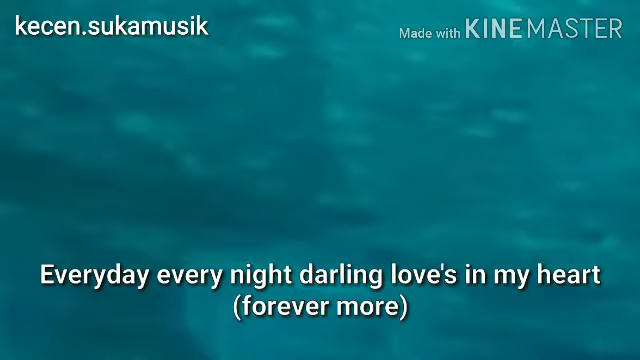 kecen.sukamusik
Made with KINEMASTER
Everyday every night darling love's in my heart
(forever more)